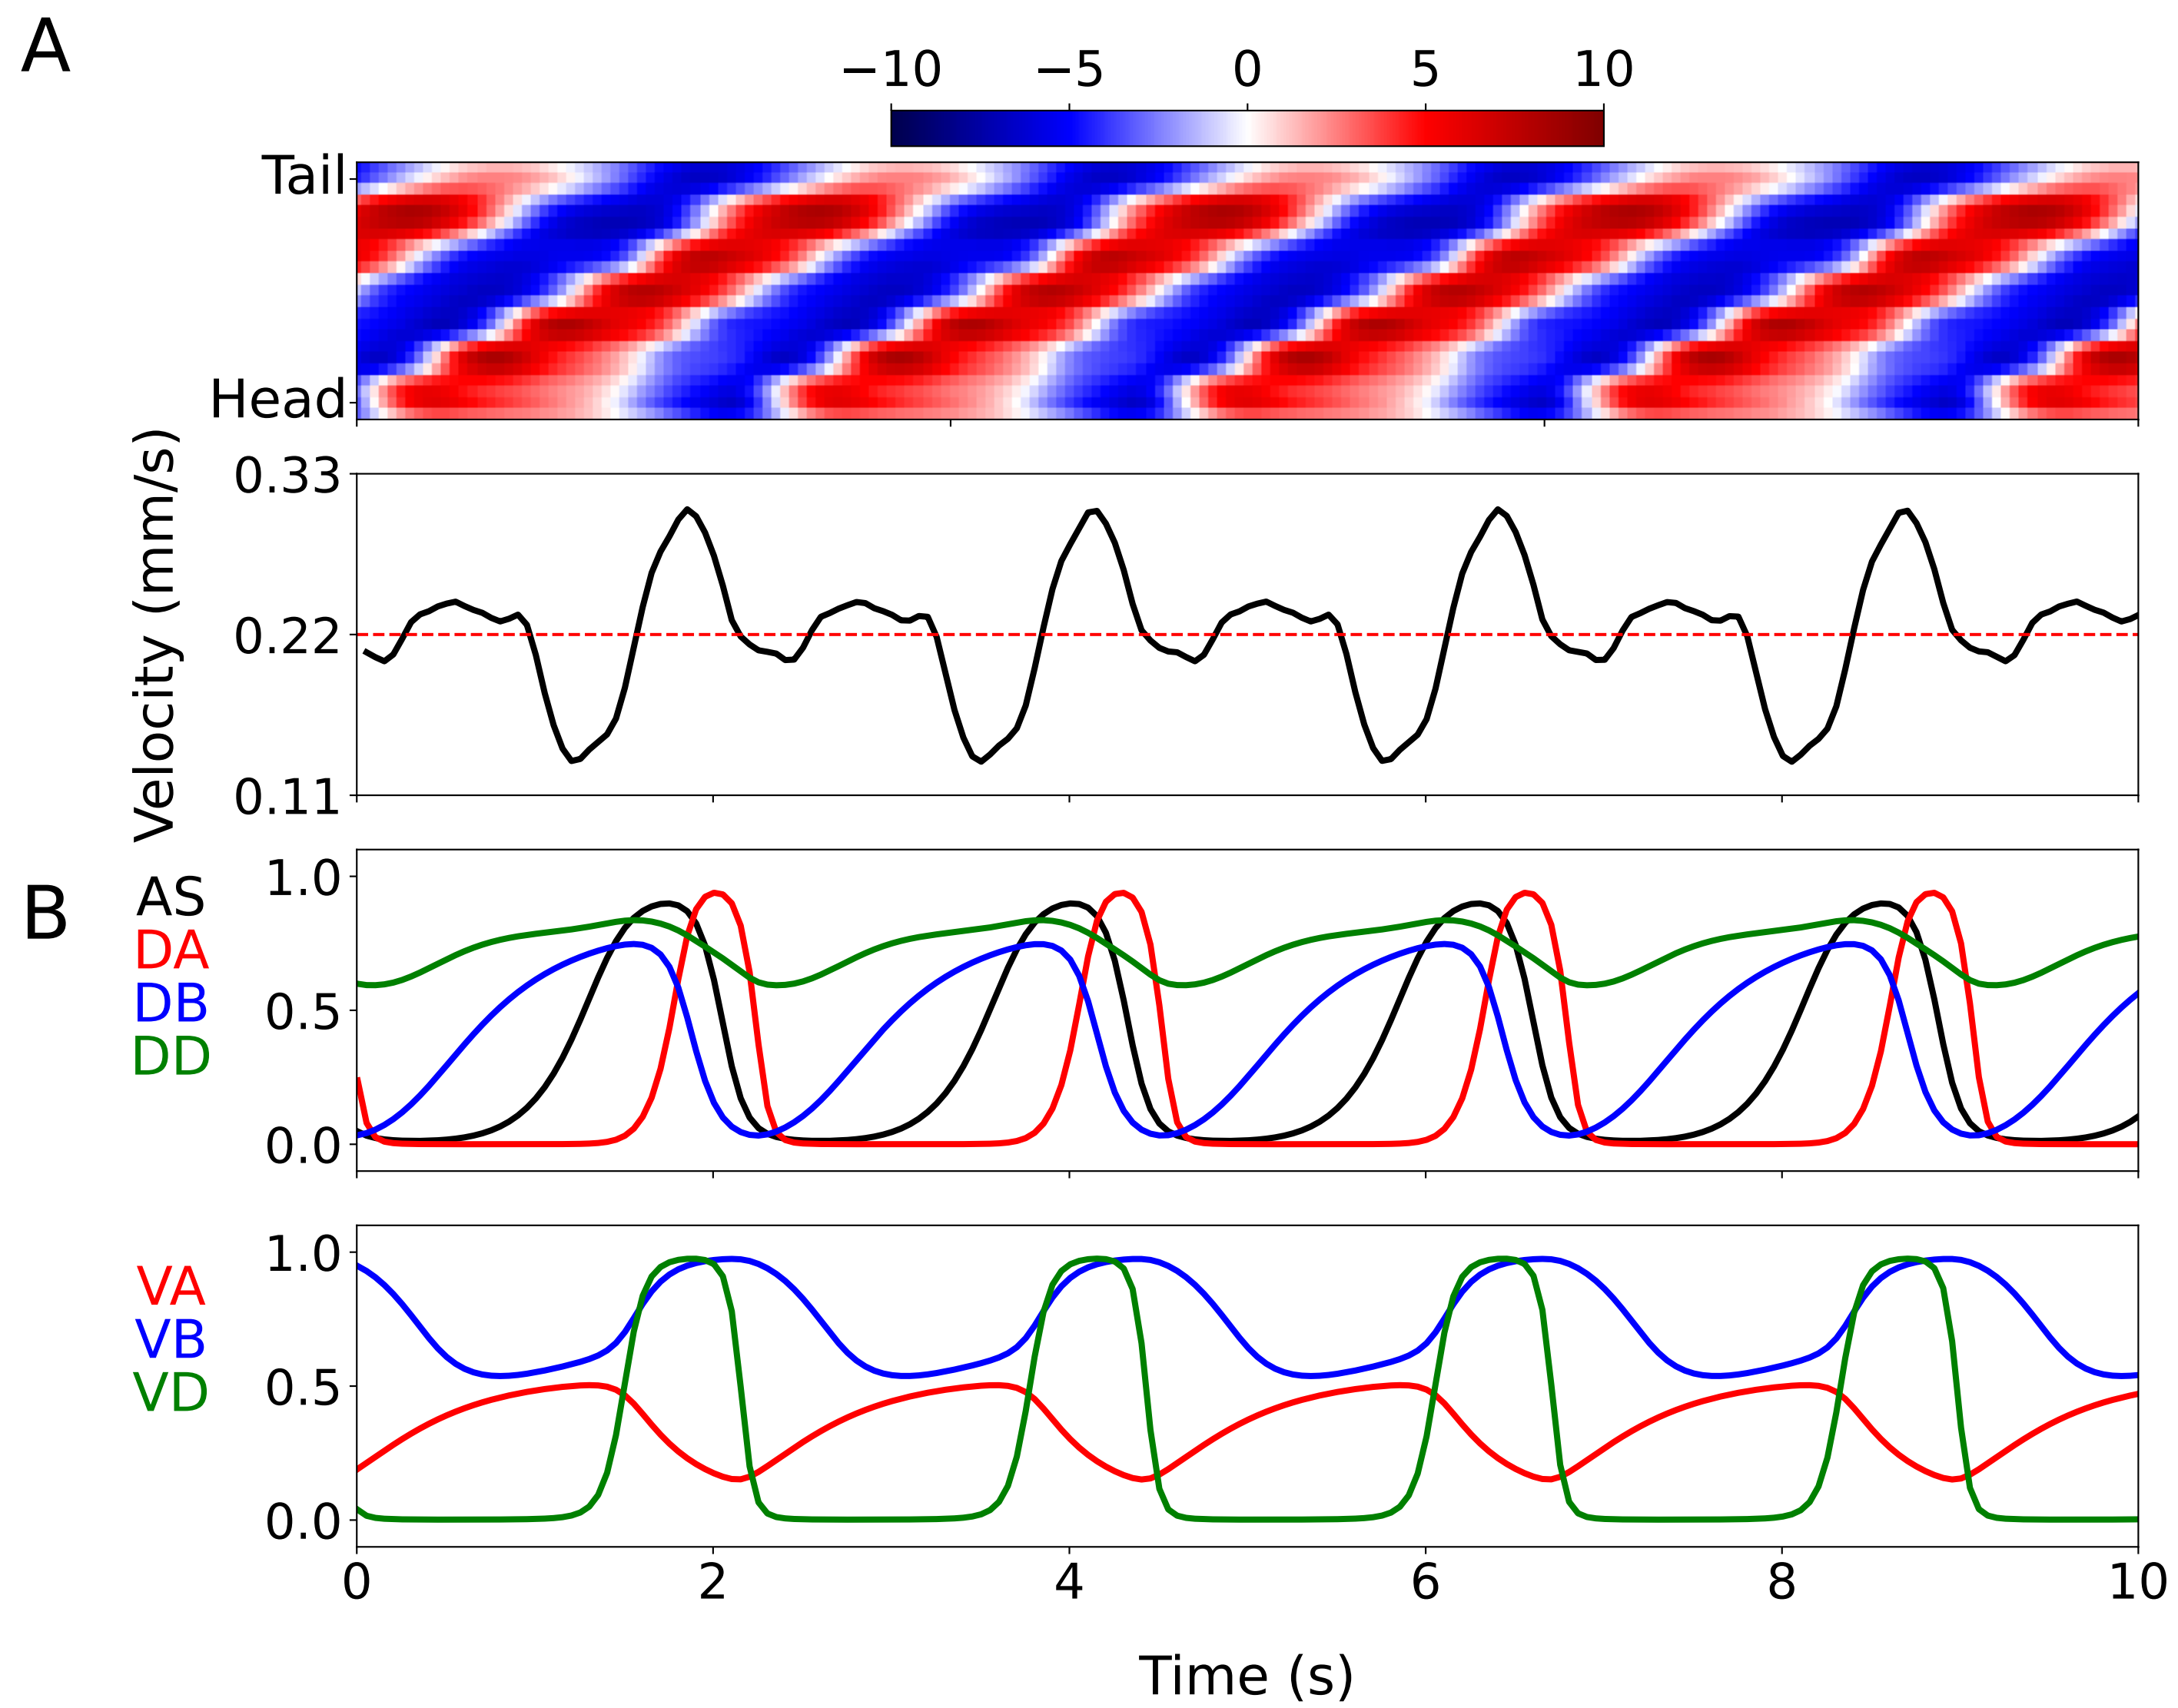 A
−10 −5 0 5 10
Tail
Head
Velocity (mm/s)
0.33
0.22
0.11
B
AS
DA
DB
DD
1.0
0.5
0.0
VA
VB
VD
1.0
0.5
0.0
0 2 4 6 8 10
Time (s)